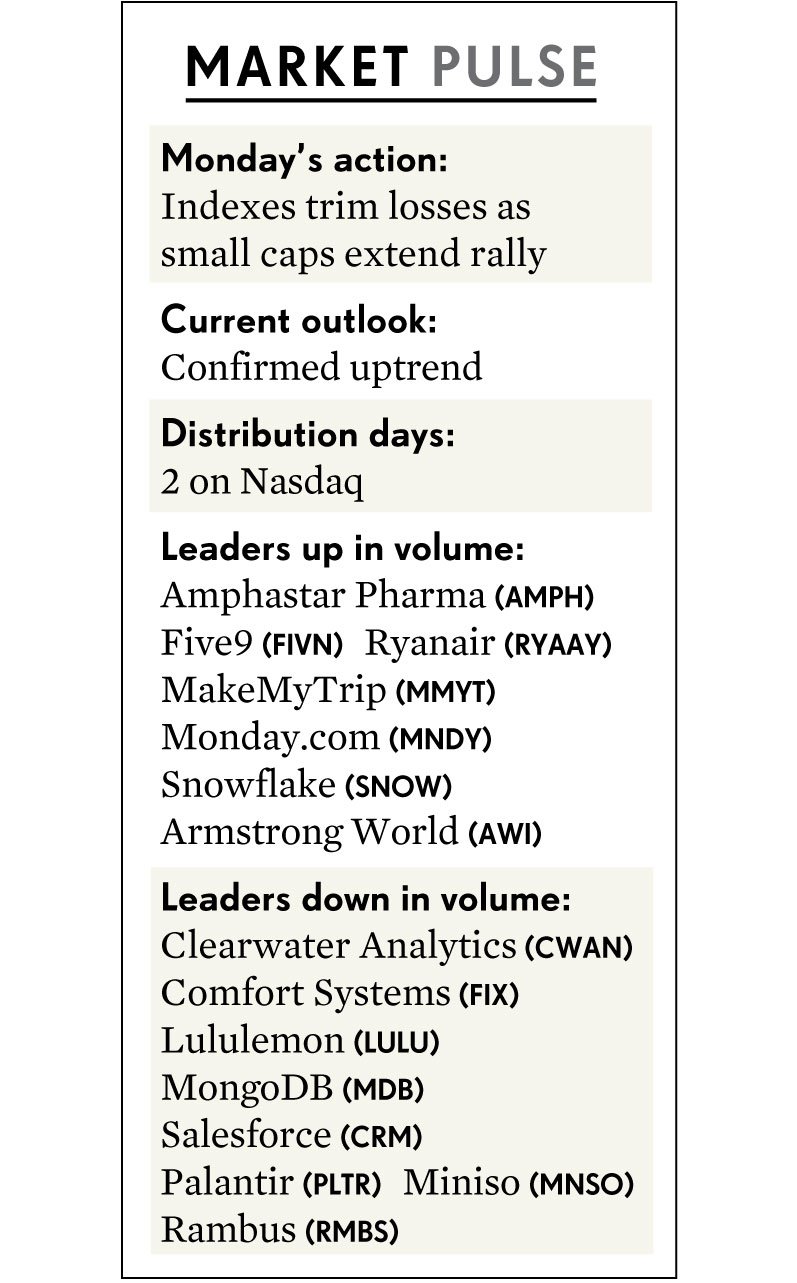 MARKET PULSE
Monday’s action:
Indexes trim losses as
small caps extend rally
Current outlook:
Confirmed uptrend
Distribution days:
2 on Nasdaq
Leaders up in volume:
Amphastar Pharma (AMPH)
Five9 (FIVN) Ryanair (RYAAY)
MakeMyTrip (MMYT)
Monday.com (MNDY)
Snowflake (SNOW)
Armstrong World (AWI)
Leaders down in volume:
Clearwater Analytics (CWAN)
Comfort Systems (FIX)
Lululemon (LULU)
MongoDB (MDB)
Salesforce (CRM)
Palantir (PLTR) Miniso (MNSO)
Rambus (RMBS)